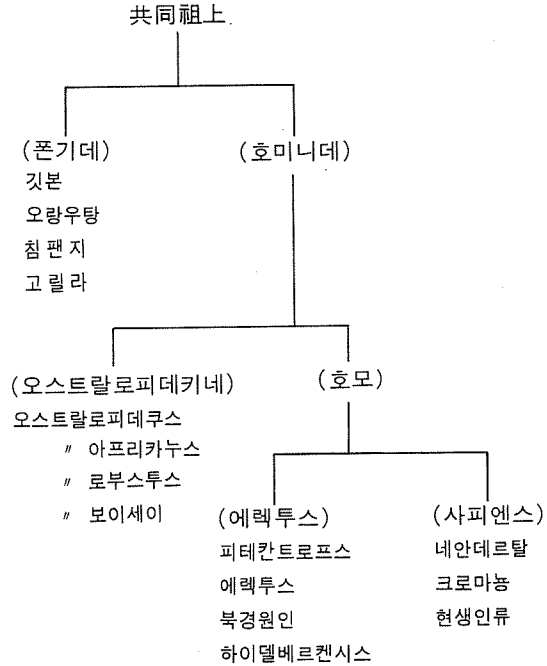 共同祖上
(폰기데)
깃본
오랑우탕
침팬지
고릴라
(호미니데)
(오스트랄로피데키네)
오스트랄로피데쿠스
〃 아프리카누스
〃 로부스투스
〃 보이세이
(호모)
(에렉투스)
피테칸트로프스
에렉투스
북경원인
하이델베르켄시스
(사피엔스)
네안데르탈
크로마뇽
현생인류